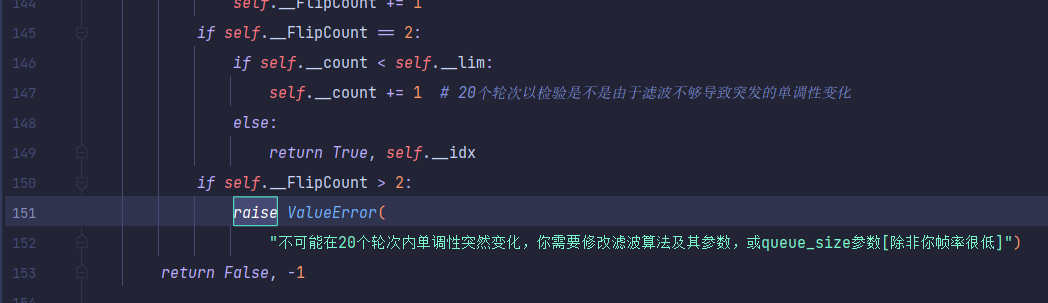 144 self.__FlipCount += 1
145 if self.__FlipCount == 2:
146 if self.__count < self.__lim:
147 self.__count += 1 # 20个轮次以检验是不是由于滤波不够导致突发的单调性变化
148 else:
149 return True, self.__idx
150 if self.__FlipCount > 2:
151 raise ValueError(
152 "不可能在20个轮次内单调性突然变化，你需要修改滤波算法及其参数，或queue_size参数[除非你帧率很低]")
153 return False, -1
154